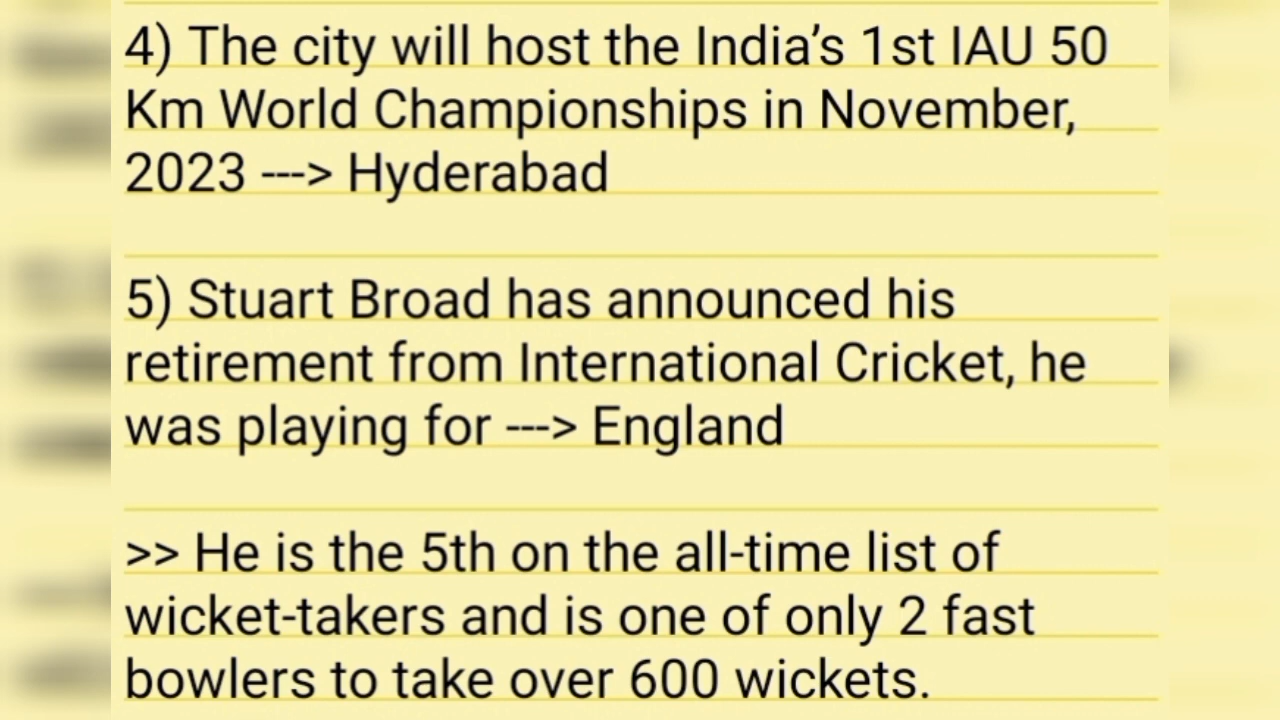 4) The city will host the India’s 1st IAU 50
Km World Championships in November,
2023 ---> Hyderabad
5) Stuart Broad has announced his
retirement from International Cricket, he
was playing for ---> England
>> He is the 5th on the all-time list of
wicket-takers and is one of only 2 fast
bowlers to take over 600 wickets.